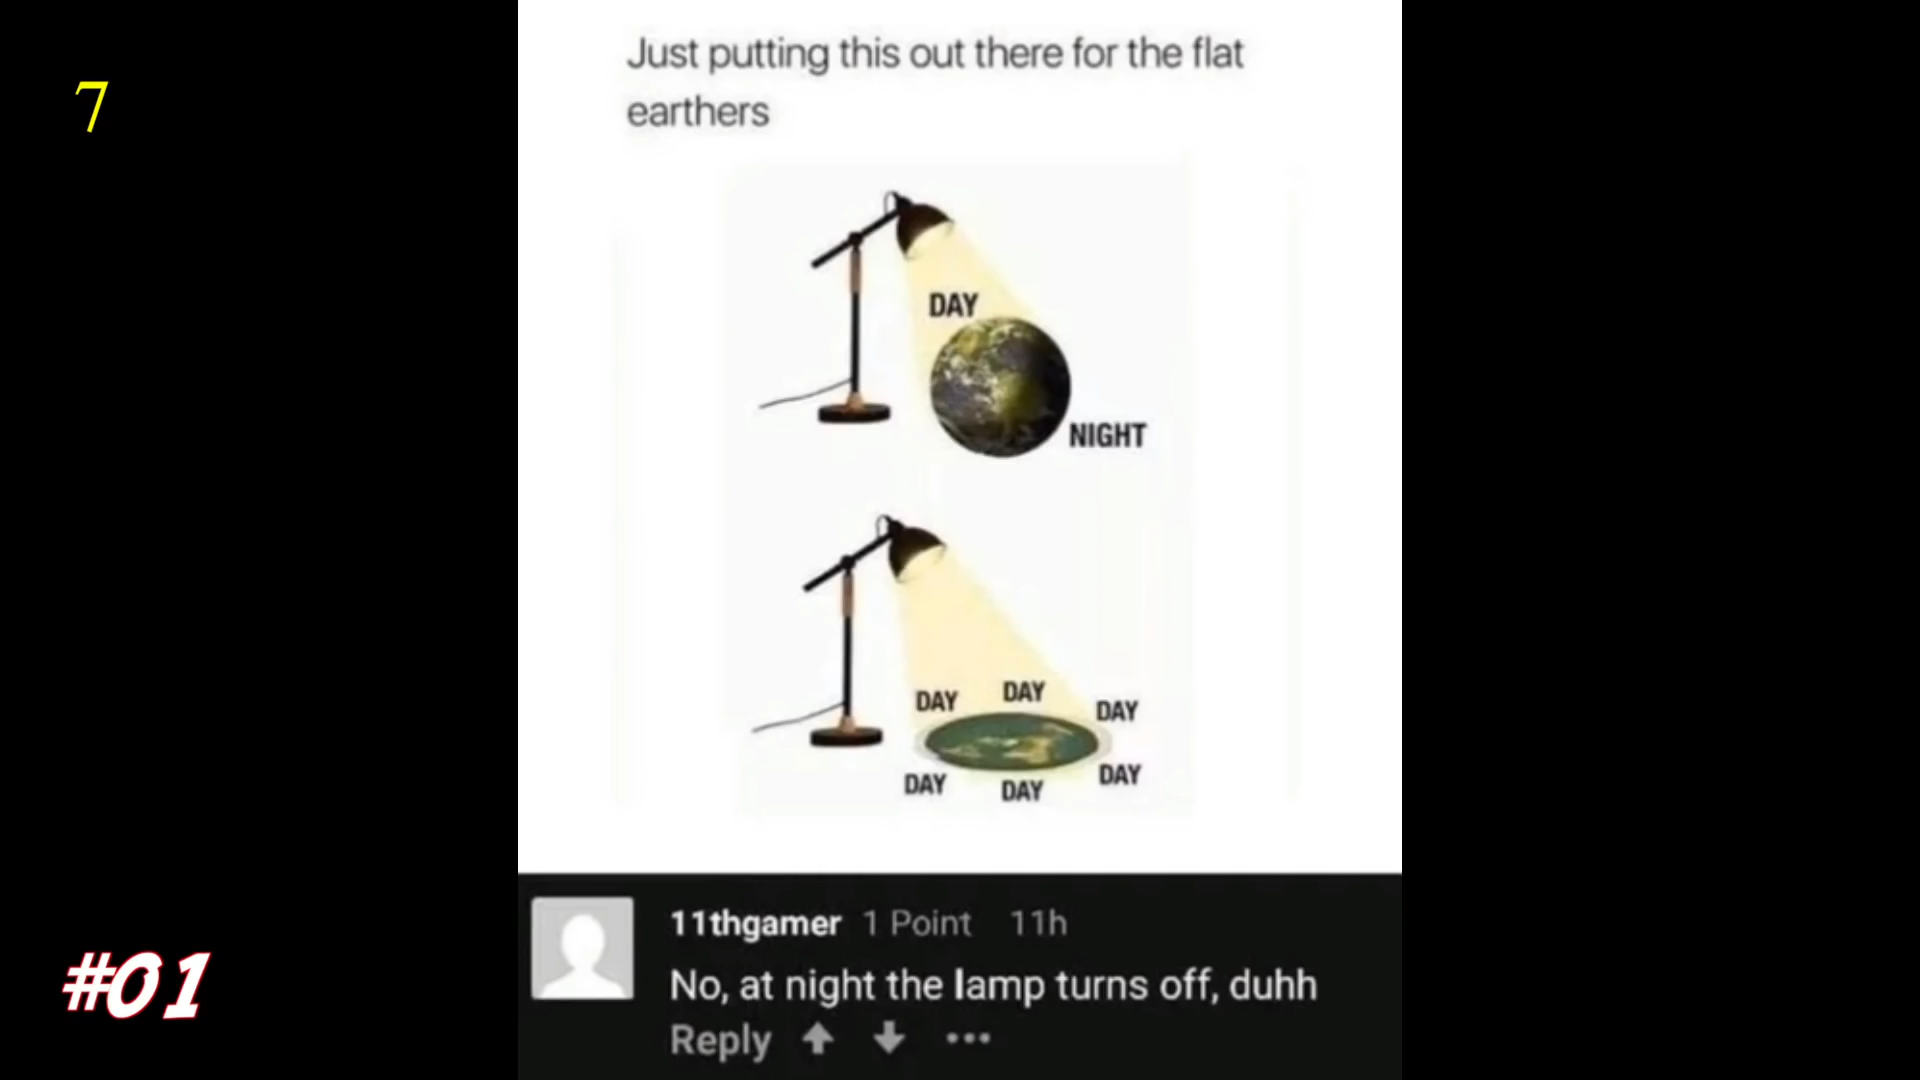 7
Just putting this out there for the flat
earthers
DAY
NIGHT
DAY DAY DAY
DAY DAY DAY
11thgamer 1 Point 11h
No, at night the lamp turns off, duhh
Reply
#01